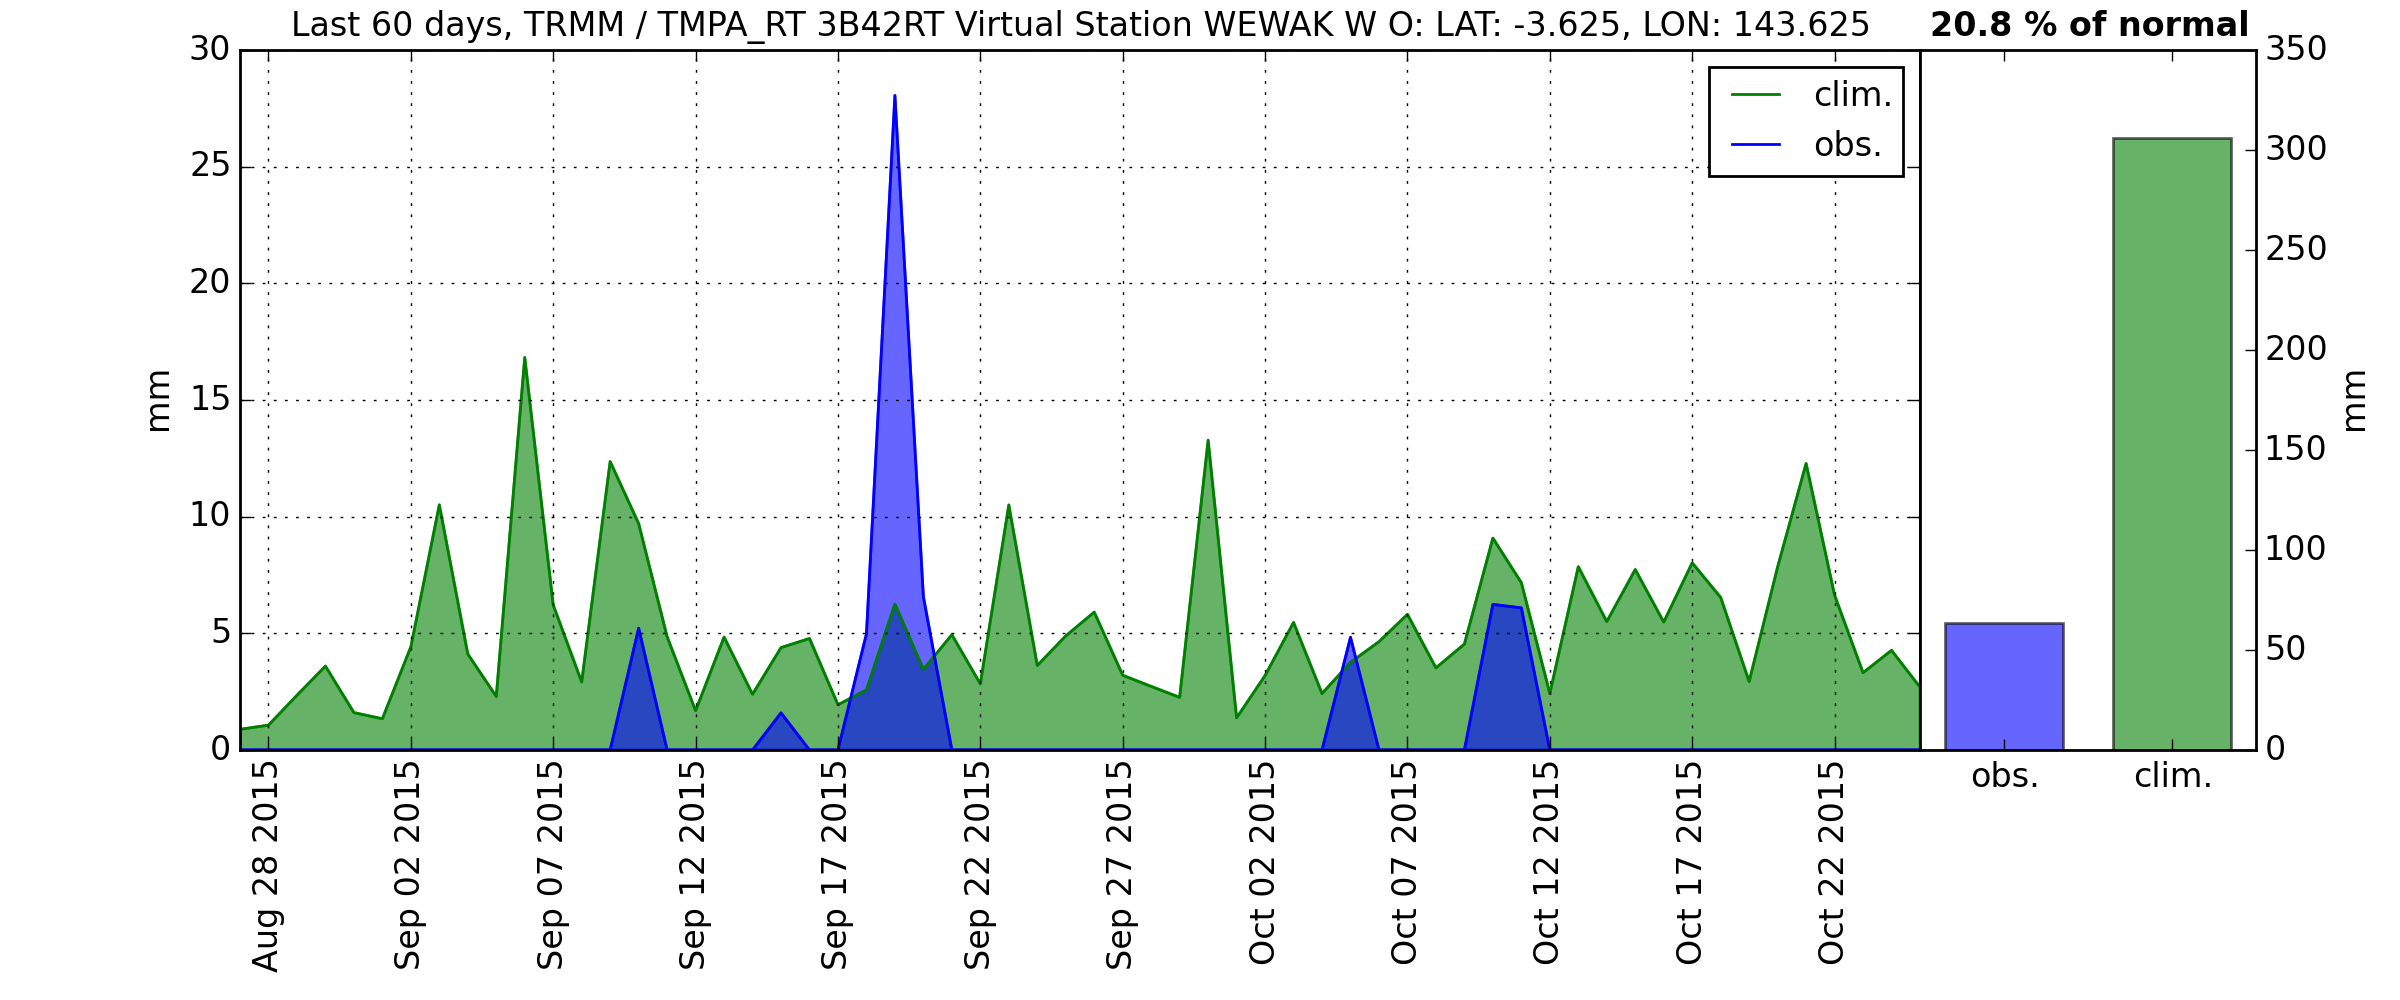 Last 60 days, TRMM / TMPA_RT 3B42RT Virtual Station WEWAK W O: LAT: -3.625, LON: 143.625
20.8 % of normal
30
25
20
15
10
5
0
mm
clim.
obs.
350
300
250
200
150
100
50
0
mm
Aug 28 2015
Sep 02 2015
Sep 07 2015
Sep 12 2015
Sep 17 2015
Sep 22 2015
Sep 27 2015
Oct 02 2015
Oct 07 2015
Oct 12 2015
Oct 17 2015
Oct 22 2015
obs.
clim.